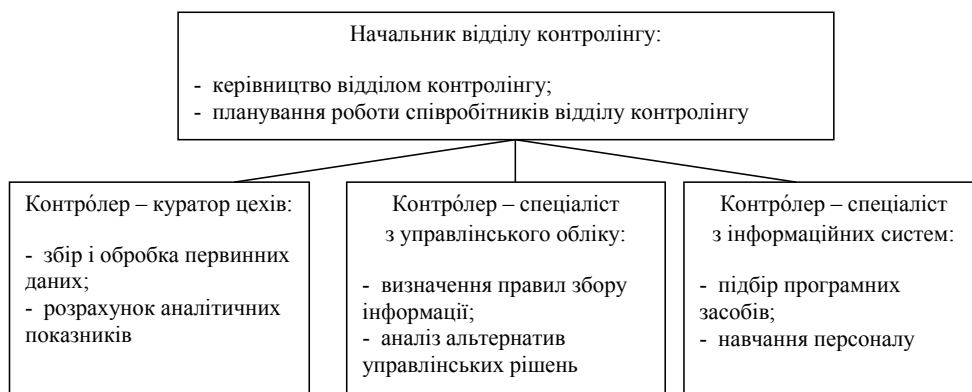 Начальник відділу контролінгу:
- керівництво відділом контролінгу;
- планування роботи співробітників відділу контролінгу
Контро́лер – куратор цехів:
- збір і обробка первинних
даних;
- розрахунок аналітичних
показників
Контро́лер – спеціаліст
з управлінського обліку:
- визначення правил збору
інформації;
- аналіз альтернатив
управлінських рішень
Контро́лер – спеціаліст
з інформаційних систем:
- підбір програмних
засобів;
- навчання персоналу